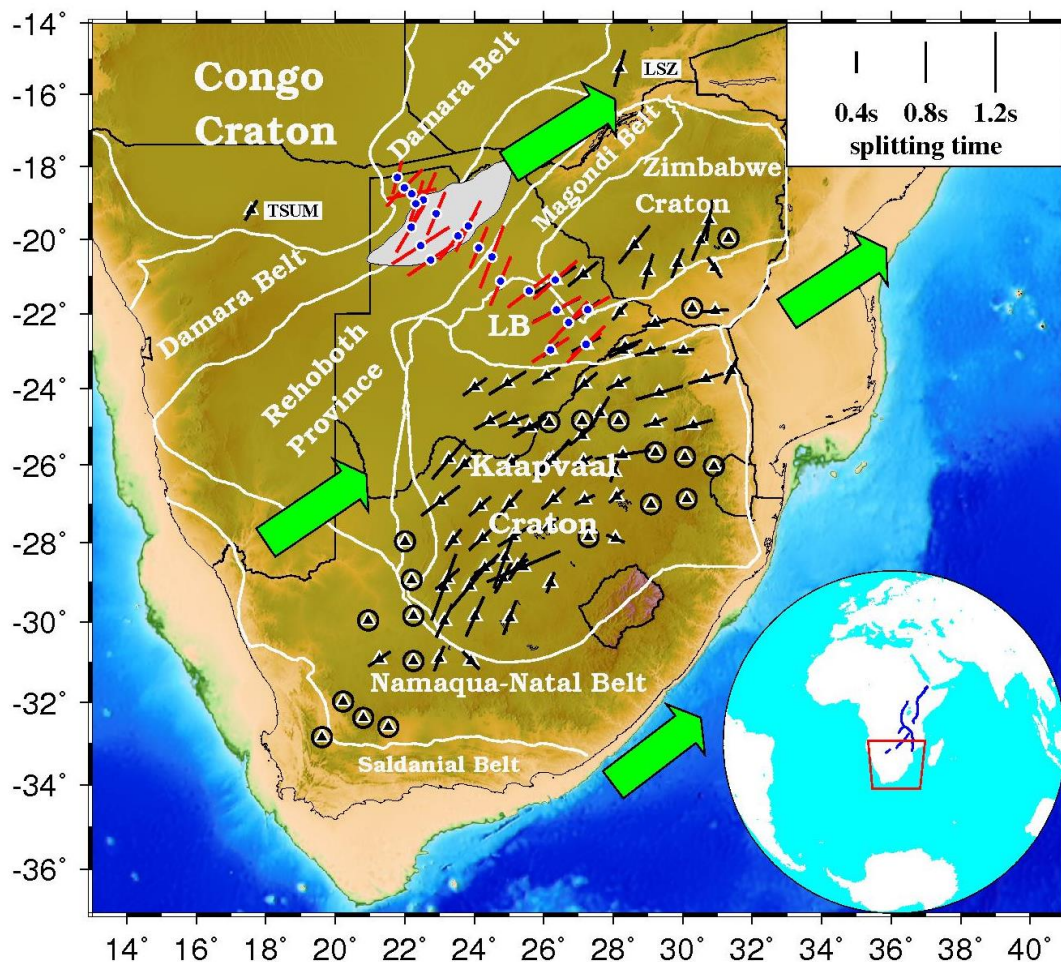 -14°
-16°
-18°
-20°
-22°
-24°
-26°
-28°
-30°
-32°
-34°
-36°
Congo
Craton
Damara Belt
LSZ
0.4s 0.8s 1.2s
splitting time
Magondi Belt
Zimbabwe
Craton
TSUM
Damara Belt
LB
Rehoboth
Province
Kaapvaal
Craton
Namaqua-Natal Belt
Saldanial Belt
14° 16° 18° 20° 22° 24° 26° 28° 30° 32° 34° 36° 38° 40°